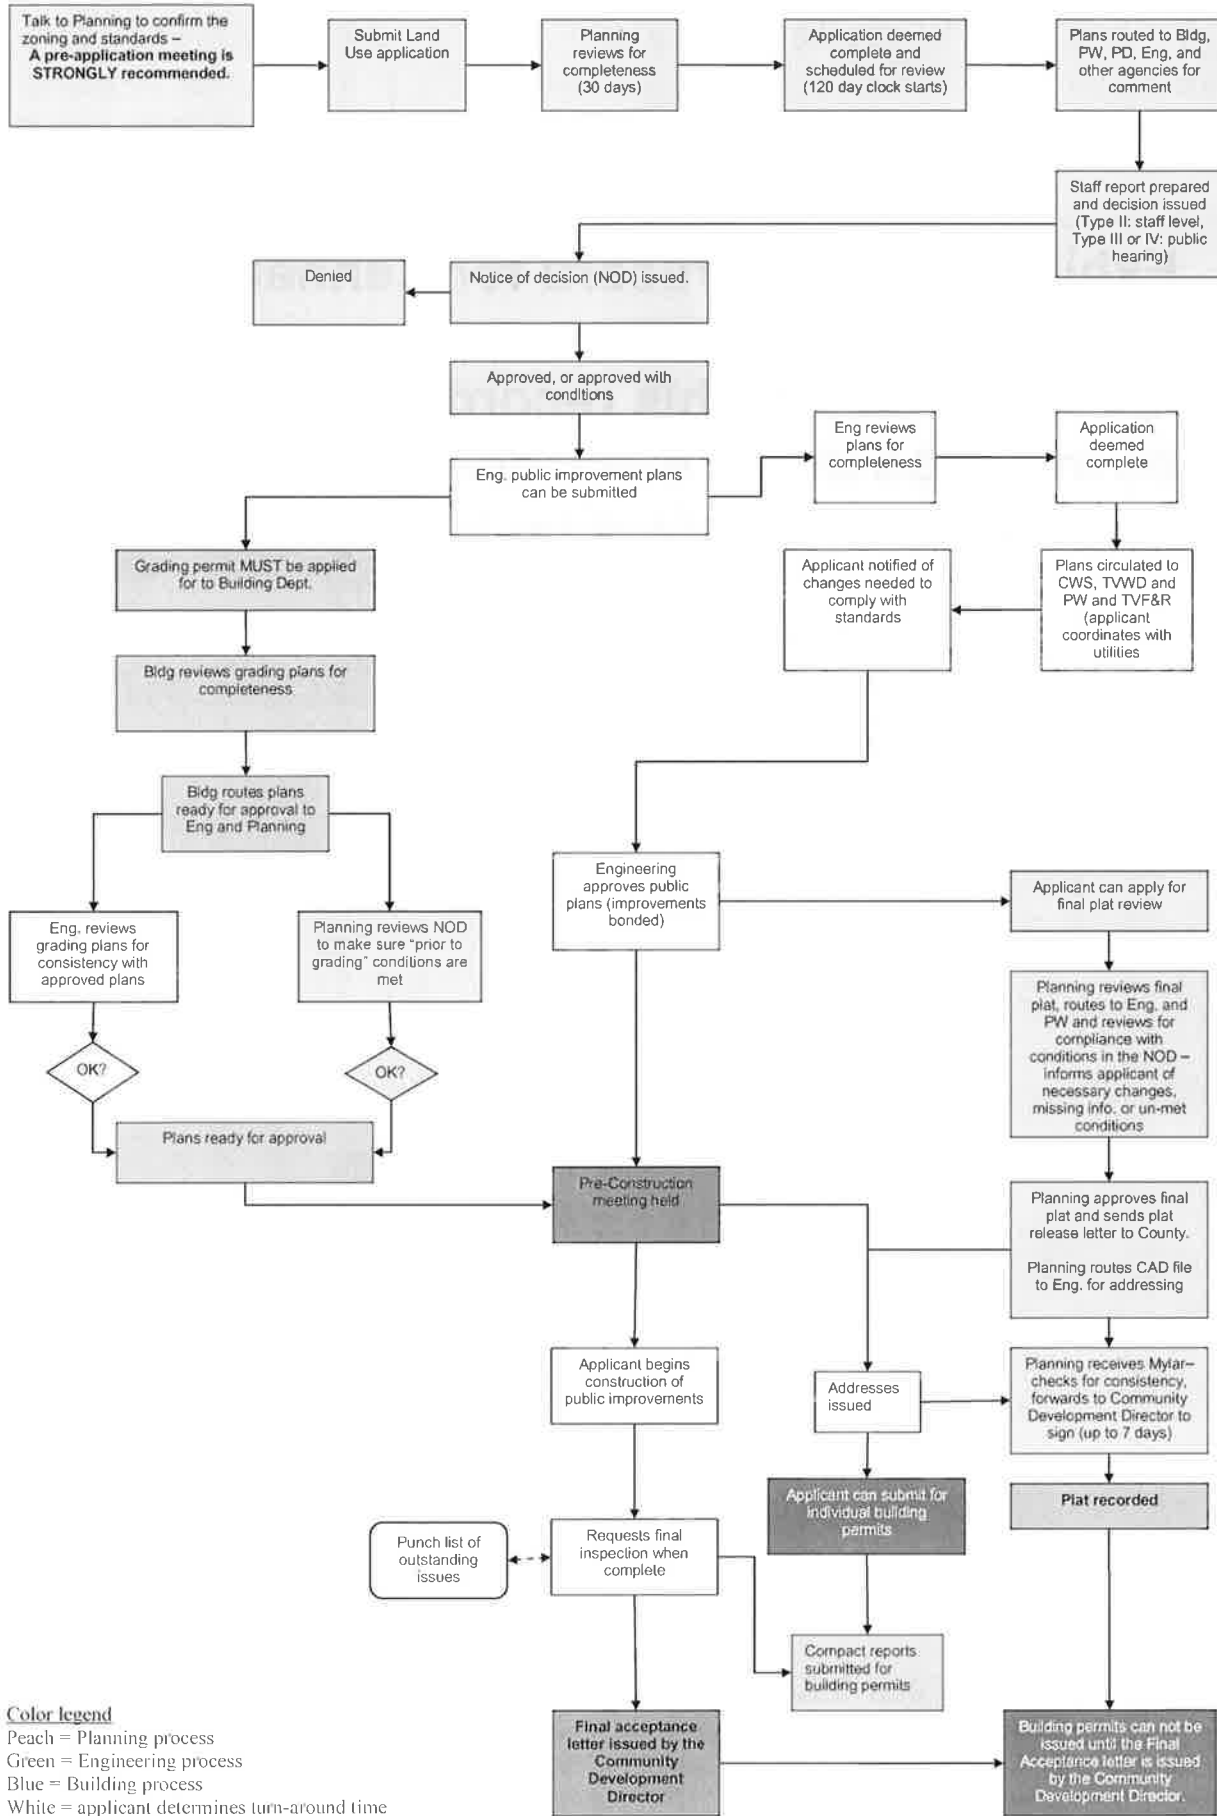 Talk to Planning to confirm the
zoning and standards –
A pre-application meeting is
STRONGLY recommended.
Submit Land
Use application
Planning
reviews for
completeness
(30 days)
Application deemed
complete and
scheduled for review
(120 day clock starts)
Plans routed to Bldg,
PW, PD, Eng, and
other agencies for
comment
Staff report prepared
and decision issued
(Type II: staff level,
Type III or IV: public
hearing)
Denied
Notice of decision (NOD) issued.
Approved, or approved with
conditions
Eng. public improvement plans
can be submitted
Eng reviews
plans for
completeness
Application
deemed
complete
Grading permit MUST be applied
for to Building Dept.
Applicant notified of
changes needed to
comply with
standards
Plans circulated to
CWS, TVWD and
PW and TVF&R
(applicant
coordinates with
utilities
Bldg reviews grading plans for
completeness
Bldg routes plans
ready for approval to
Eng and Planning
Eng. reviews
grading plans for
consistency with
approved plans
Planning reviews NOD
to make sure "prior to
grading" conditions are
met
Engineering
approves public
plans (improvements
bonded)
Applicant can apply for
final plat review
Planning reviews final
plat, routes to Eng. and
PW and reviews for
compliance with
conditions in the NOD –
informs applicant of
necessary changes,
missing info. or un-met
conditions
OK?
OK?
Plans ready for approval
Pre-Construction
meeting held
Planning approves final
plat and sends plat
release letter to County.
Planning routes CAD file
to Eng. for addressing
Applicant begins
construction of
public improvements
Addresses
issued
Planning receives Mylar–
checks for consistency,
forwards to Community
Development Director to
sign (up to 7 days)
Applicant can submit for
individual building
permits
Plat recorded
Punch list of
outstanding
issues
Requests final
inspection when
complete
Compact reports
submitted for
building permits
Final acceptance
letter issued by the
Community
Development
Director
Building permits can not be
issued until the Final
Acceptance letter is issued
by the Community
Development Director.
Color legend
Peach = Planning process
Green = Engineering process
Blue = Building process
White = applicant determines turn-around time